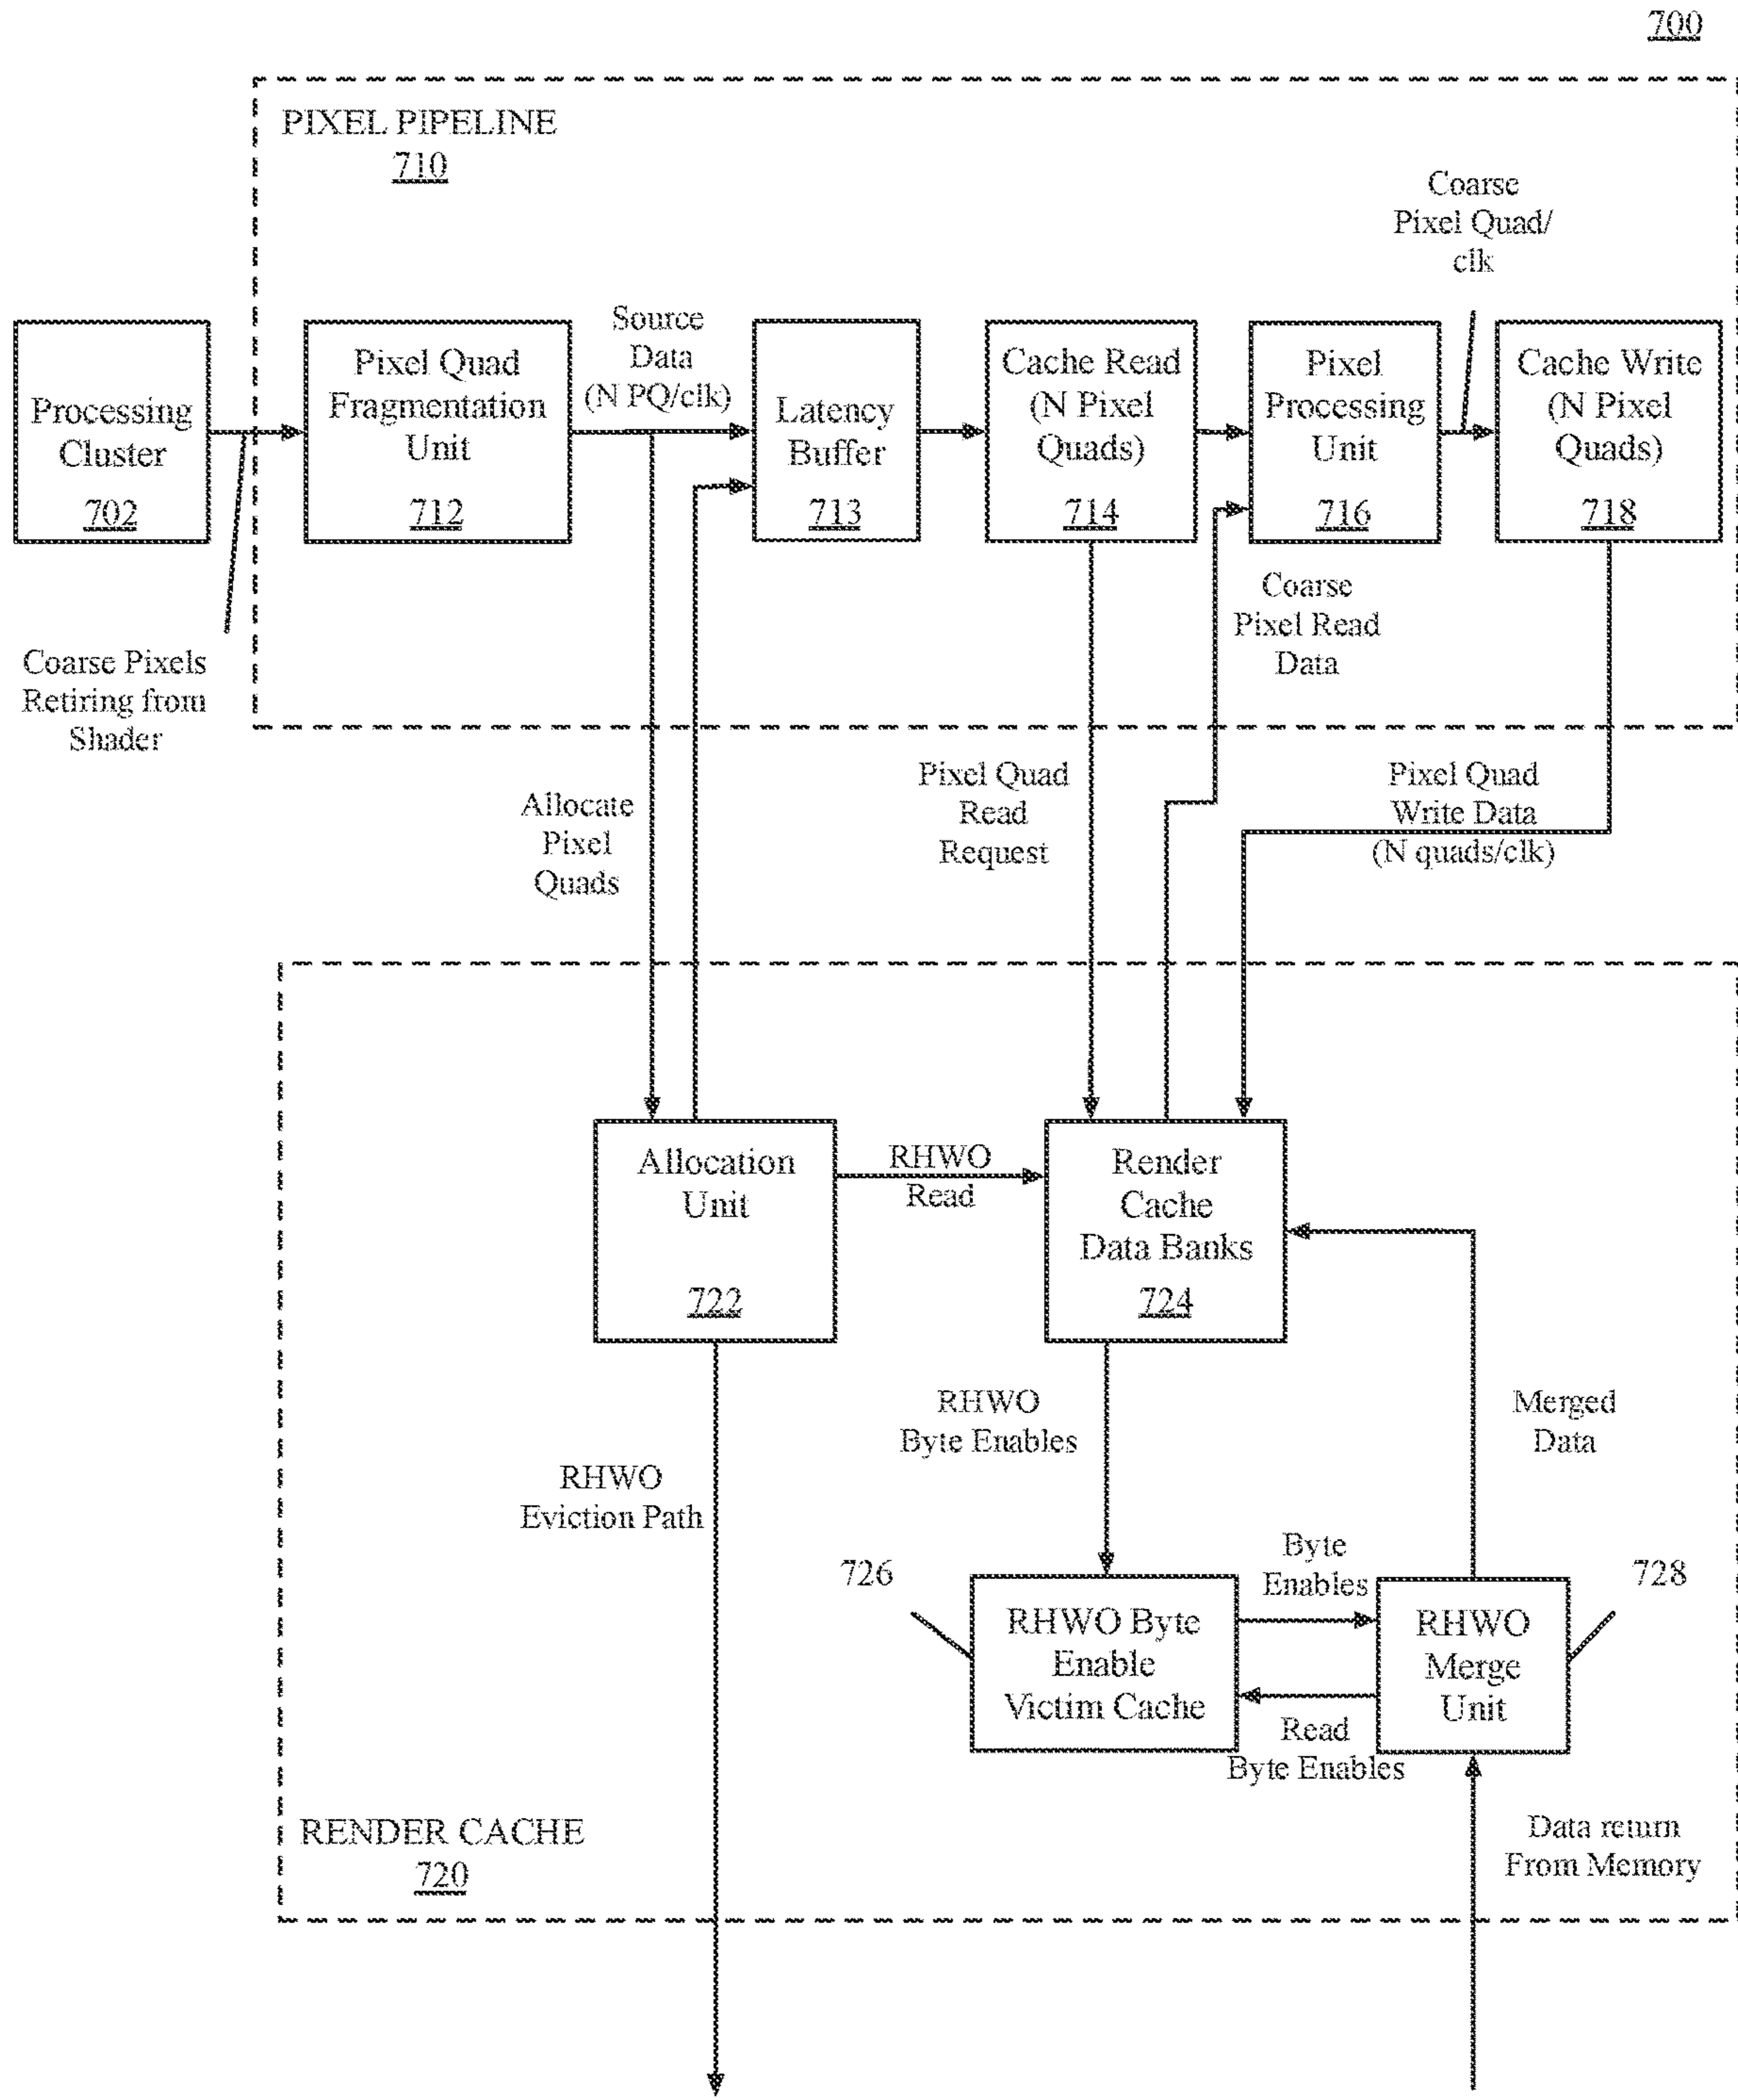 700
PIXEL PIPELINE
710
Coarse
Pixel Quad/
clk
Processing
Cluster
702
Pixel Quad
Fragmentation
Unit
712
Source
Data
(N PQ/clk)
Latency
Buffer
713
Cache Read
(N Pixel
Quads)
714
Pixel
Processing
Unit
716
Cache Write
(N Pixel
Quads)
718
Coarse Pixels
Retiring from
Shader
Coarse
Pixel Read
Data
Allocate
Pixel
Quads
Pixel Quad
Read
Request
Pixel Quad
Write Data
(N quads/clk)
Allocation
Unit
722
RHWO
Read
Render
Cache
Data Banks
724
RHWO
Eviction Path
RHWO
Byte Enables
Merged
Data
726
RHWO Byte
Enable
Victim Cache
Byte
Enables
Read
Byte Enables
RHWO
Merge
Unit
728
RENDER CACHE
720
Data return
From Memory